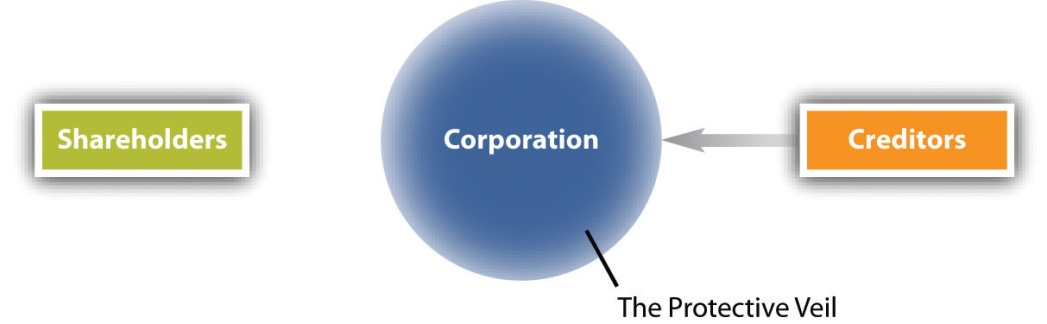 Shareholders
Corporation
Creditors
The Protective Veil